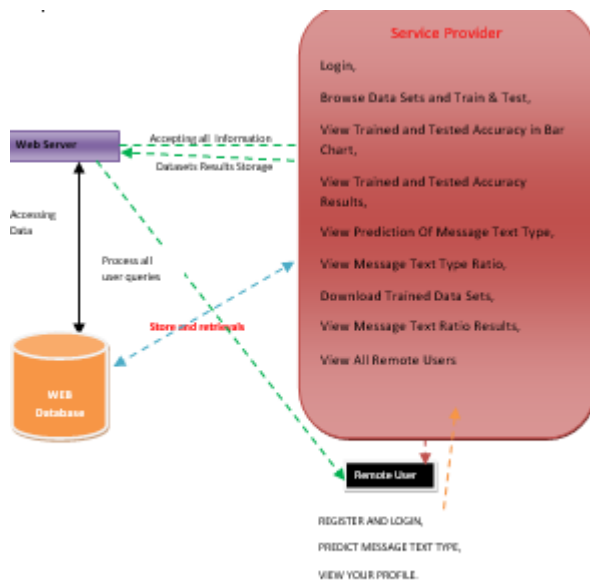 Service Provider
Login,
Browse Data Sets and Train & Test,
View Trained and Tested Accuracy in Bar
Chart,
View Trained and Tested Accuracy
Results,
View Prediction Of Message Text Type,
View Message Text Type Ratio,
Download Trained Data Sets,
View Message Text Ratio Results,
View All Remote Users
Accepting all Information
Web Server
Datasets Results Storage
Accessing
Data
Process all
user queries
Store and retrievals
WEB
Database
Remote User
REGISTER AND LOGIN,
PREDICT MESSAGE TEXT TYPE,
VIEW YOUR PROFILE.